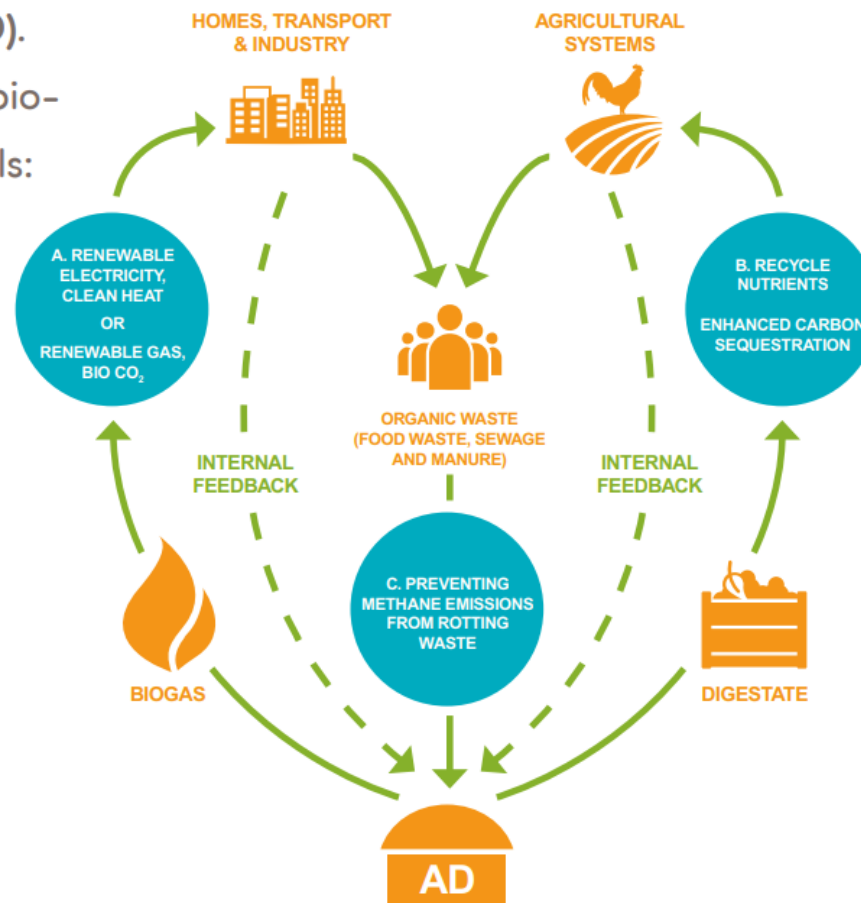 ).
bio-
ls:
HOMES, TRANSPORT
& INDUSTRY
AGRICULTURAL
SYSTEMS
A. RENEWABLE
ELECTRICITY,
CLEAN HEAT
OR
RENEWABLE GAS,
BIO CO₂
B. RECYCLE
NUTRIENTS
ENHANCED CARBON
SEQUESTRATION
ORGANIC WASTE
(FOOD WASTE, SEWAGE
AND MANURE)
INTERNAL
FEEDBACK
INTERNAL
FEEDBACK
C. PREVENTING
METHANE EMISSIONS
FROM ROTTING
WASTE
BIOGAS
DIGESTATE
AD